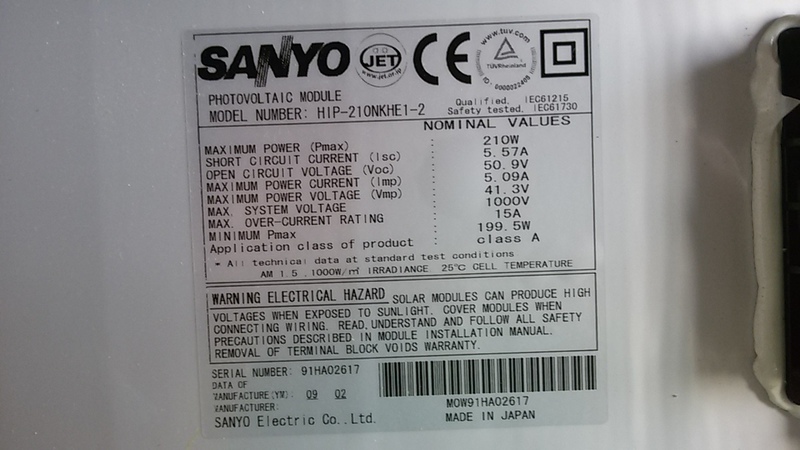 SANYO
JET
www.jet.or.jp
CE
www.tuv.com
TÜVRheinland
ID: 0000022405
PHOTOVOLTAIC MODULE
MODEL NUMBER: HIP-210NKHE1-2
Qualified, IEC61215
Safety tested, IEC61730
NOMINAL VALUES
MAXIMUM POWER (Pmax) : 210W
SHORT CIRCUIT CURRENT (Isc) : 5.57A
OPEN CIRCUIT VOLTAGE (Voc) : 50.9V
MAXIMUM POWER CURRENT (Imp) : 5.09A
MAXIMUM POWER VOLTAGE (Vmp) : 41.3V
MAX. SYSTEM VOLTAGE : 1000V
MAX. OVER-CURRENT RATING : 15A
MINIMUM Pmax : 199.5W
Application class of product : class A
- All technical data at standard test conditions
AM 1.5, 1000W/㎡ IRRADIANCE, 25℃ CELL TEMPERATURE
WARNING ELECTRICAL HAZARD SOLAR MODULES CAN PRODUCE HIGH
VOLTAGES WHEN EXPOSED TO SUNLIGHT. COVER MODULES WHEN
CONNECTING WIRING. READ, UNDERSTAND AND FOLLOW ALL SAFETY
PRECAUTIONS DESCRIBED IN MODULE INSTALLATION MANUAL.
REMOVAL OF TERMINAL BLOCK VOIDS WARRANTY.
SERIAL NUMBER: 91HA02617
DATA OF
MANUFACTURE(YM): 09 02
MANUFACTURER:
SANYO Electric Co., Ltd.
MOW91HA02617
MADE IN JAPAN